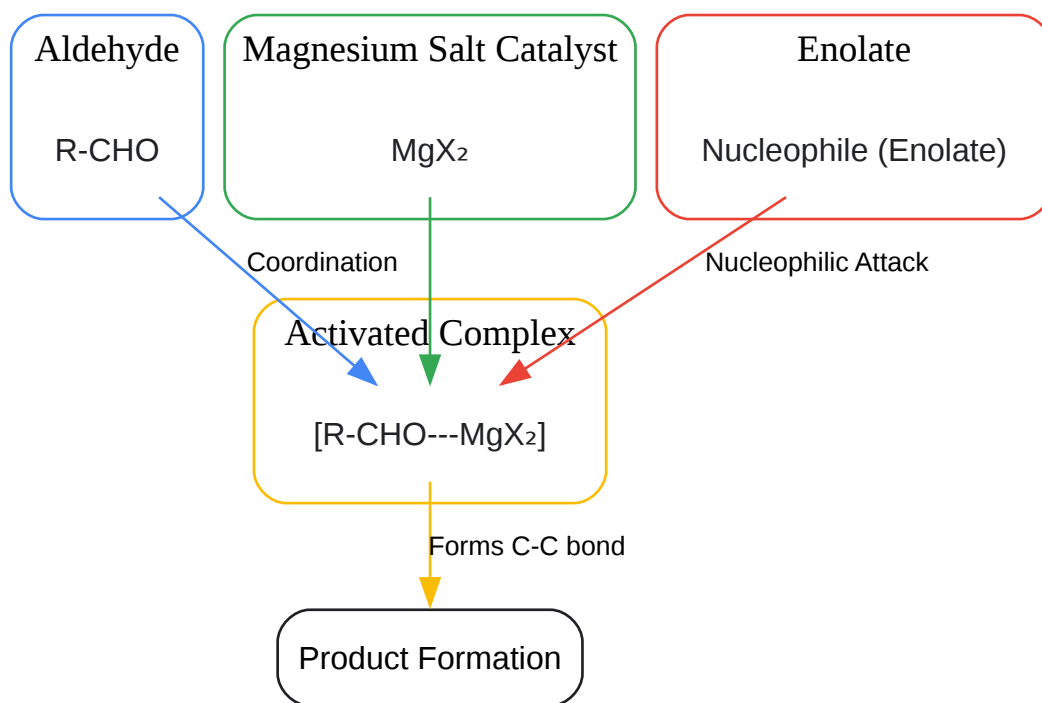 Aldehyde
Magnesium Salt Catalyst
Enolate
R-CHO
MgX₂
Nucleophile (Enolate)
Coordination
Nucleophilic Attack
Activated Complex
[R-CHO---MgX₂]
Forms C-C bond
Product Formation